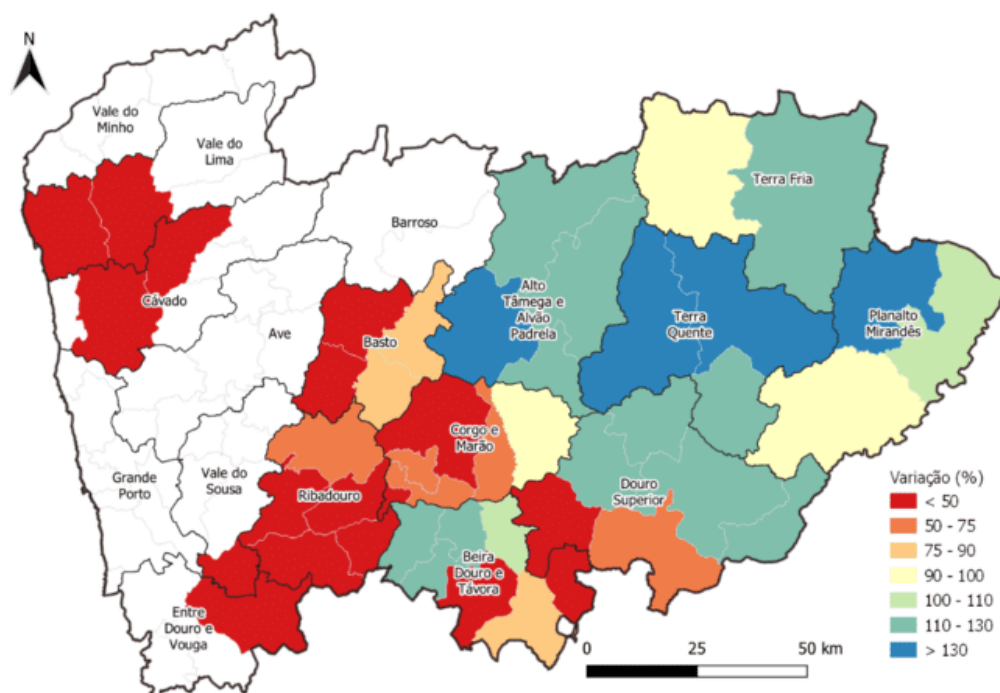 N
Vale do
Minho
Vale do
Lima
Terra Fria
Barroso
Cávado
Alto
Tâmega e
Alvão
Padrela
Terra
Quente
Planalto
Mirandês
Ave
Basto
Corgo e
Marão
Grande
Porto
Vale do
Sousa
Ribadouro
Douro
Superior
Beira
Douro e
Távora
Entre
Douro e
Vouga
Variação (%)
< 50
50 - 75
75 - 90
90 - 100
100 - 110
110 - 130
> 130
0 25 50 km